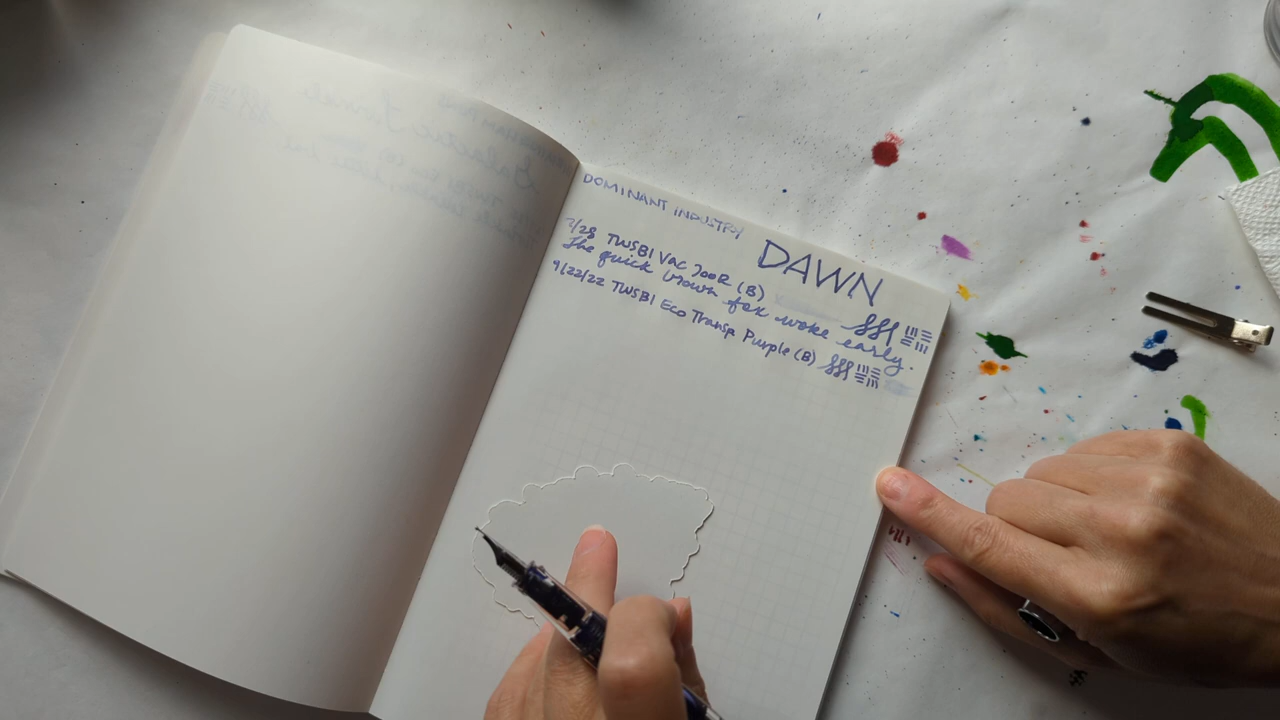 DOMINANT INDUSTRY
DAWN
7/28 TWSBI Vac 700R (B)
The quick brown fox woke early.
9/22/22 TWSBI Eco Transp Purple (B)